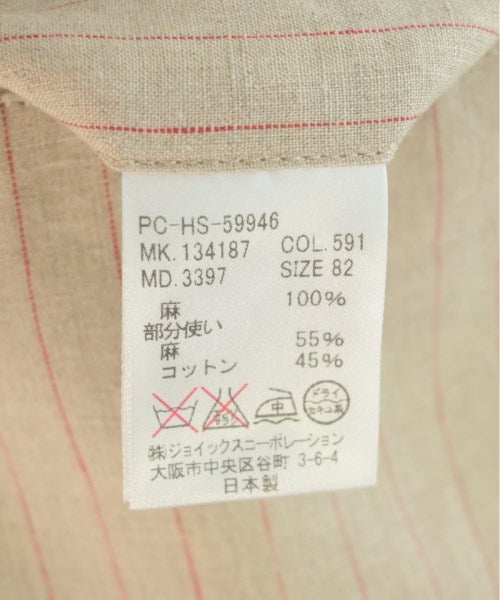 PC-HS-59946
MK.134187 COL.591
MD.3397 SIZE 82
麻 100%
部分使い
麻 55%
コットン 45%
中 ドライ セキユ系
㈱ジョイックスコーポレーション
大阪市中央区谷町 3-6-4
日本製